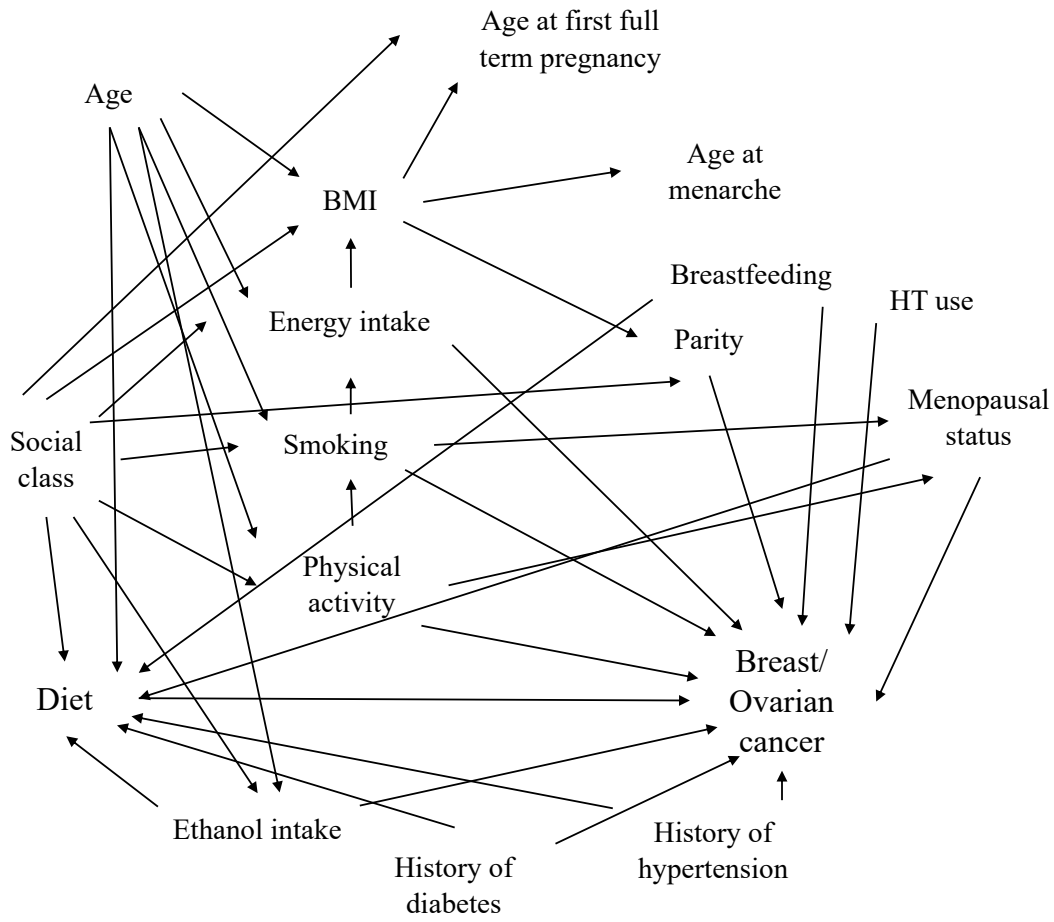 Age at first full
term pregnancy
Age
Age at
menarche
BMI
Breastfeeding
HT use
Energy intake
Parity
Menopausal
status
Social
class
Smoking
Physical
activity
Breast/
Ovarian
cancer
Diet
Ethanol intake
History of
hypertension
History of
diabetes